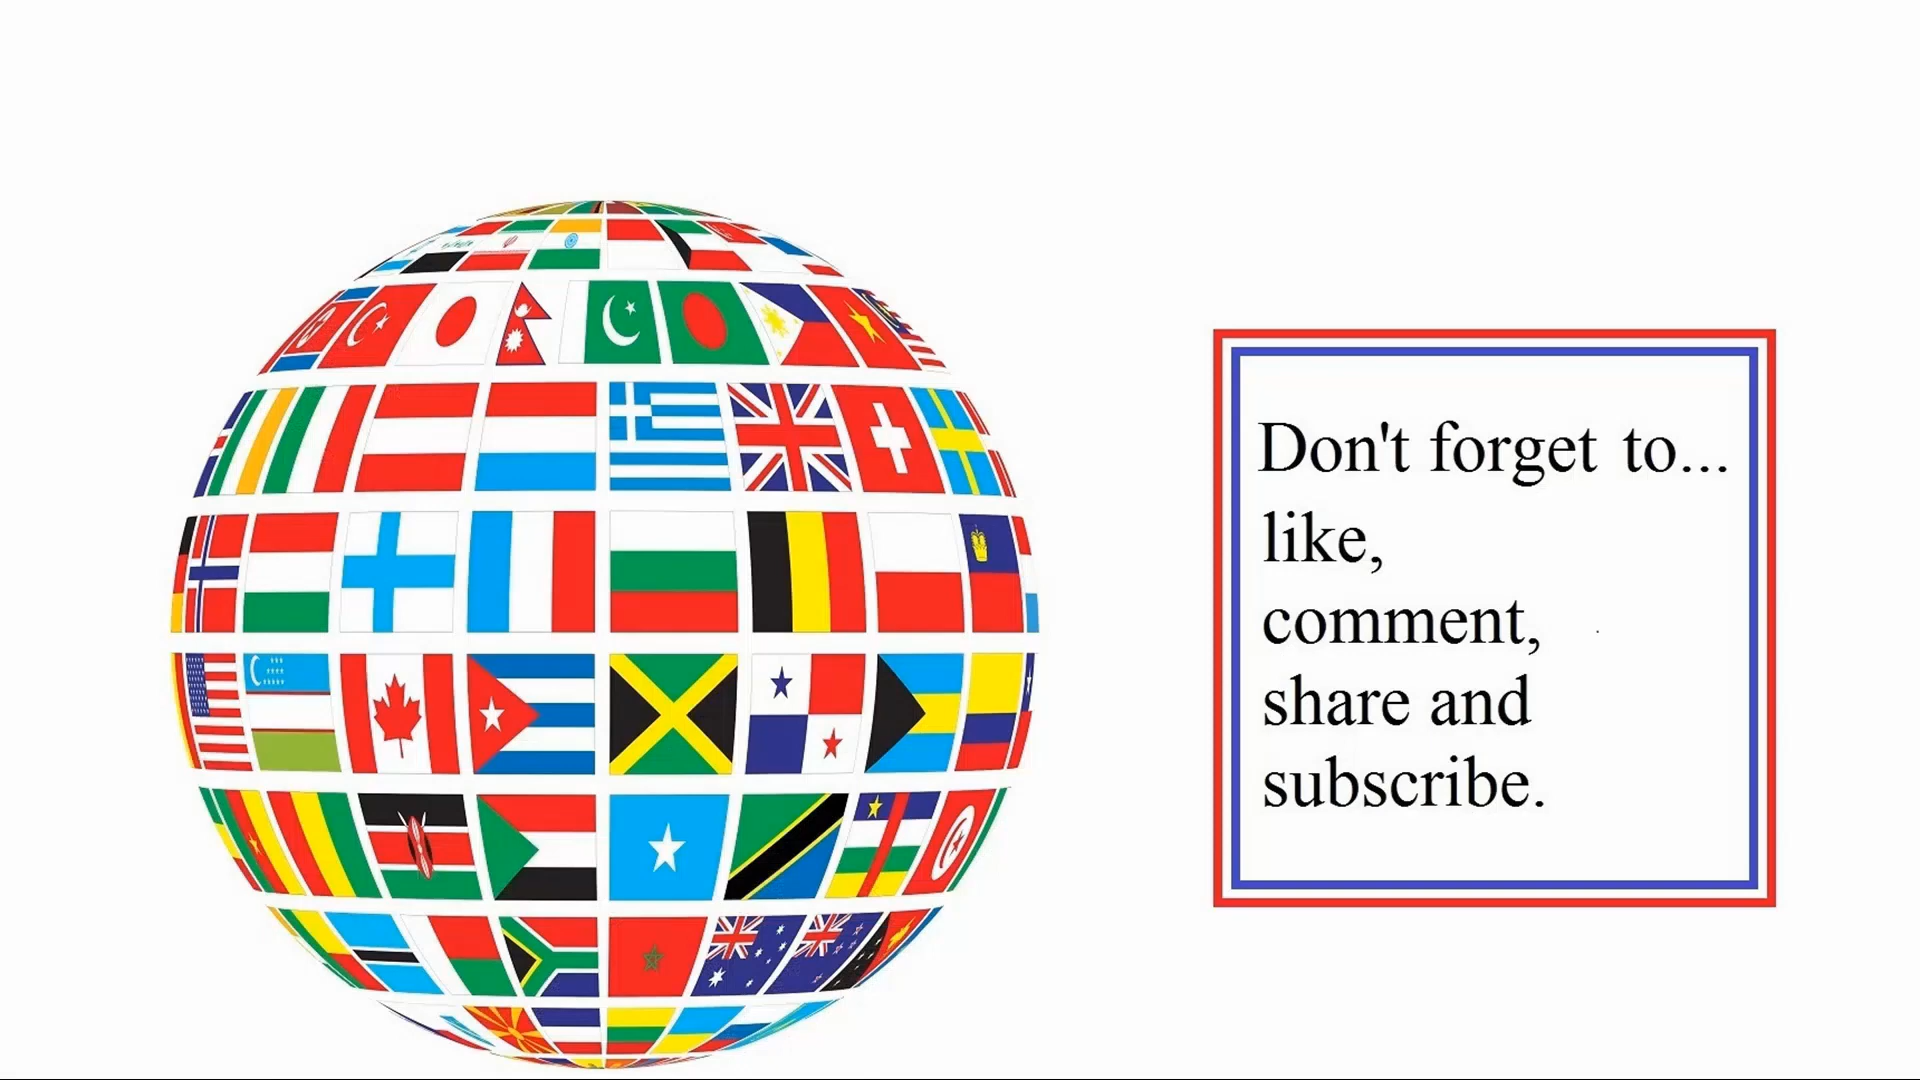 Don't forget to...
like,
comment,
share and
subscribe.